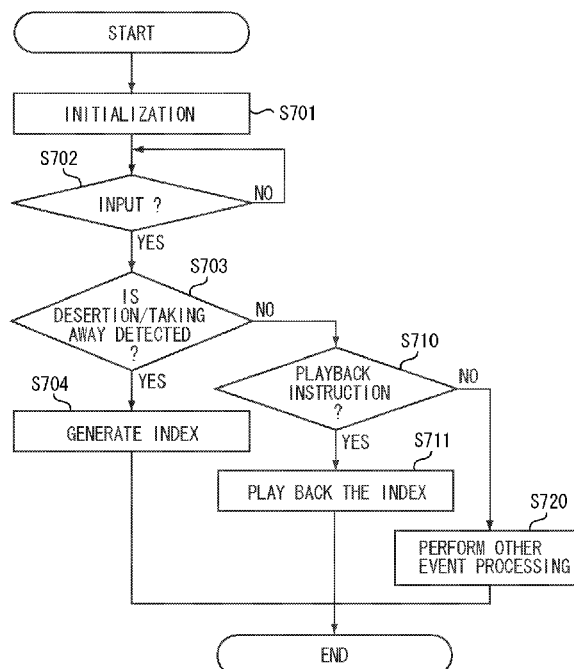 START
INITIALIZATION
S701
S702
INPUT ?
NO
YES
S703
IS
DESERTION/TAKING
AWAY DETECTED
?
NO
YES
S710
PLAYBACK
INSTRUCTION
?
NO
YES
S704
GENERATE INDEX
S711
PLAY BACK THE INDEX
S720
PERFORM OTHER
EVENT PROCESSING
END